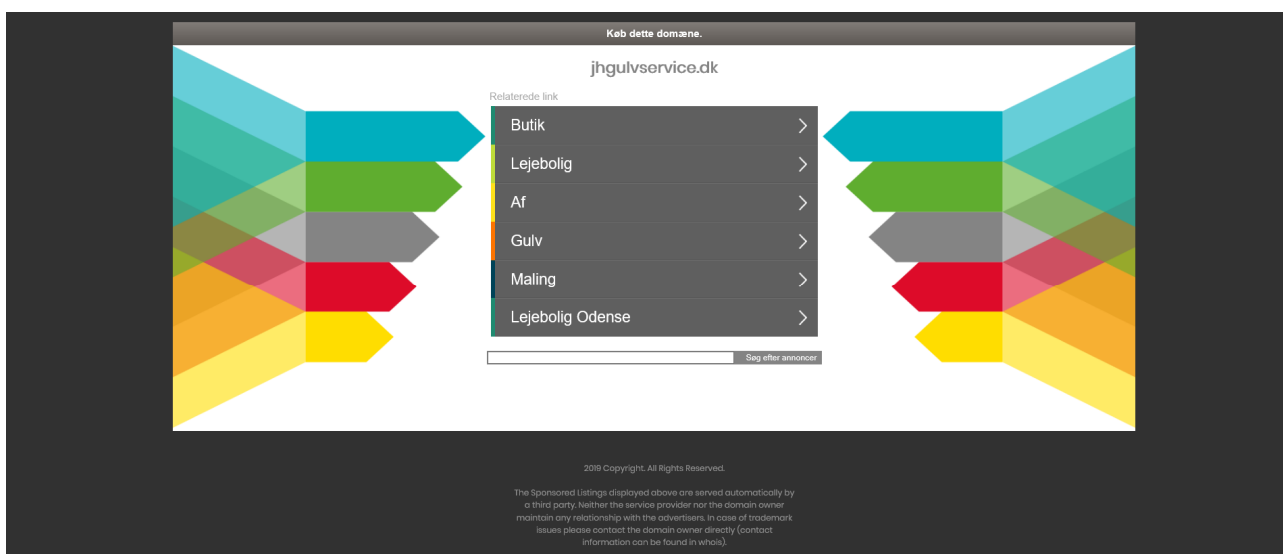 Køb dette domæne.
jhgulvservice.dk
Relaterede link
Butik
Lejebolig
Af
Gulv
Maling
Lejebolig Odense
Søg efter annoncer
2019 Copyright. All Rights Reserved.
The Sponsored Listings displayed above are served automatically by
a third party. Neither the service provider nor the domain owner
maintain any relationship with the advertisers. In case of trademark
issues please contact the domain owner directly (contact
information can be found in whois).